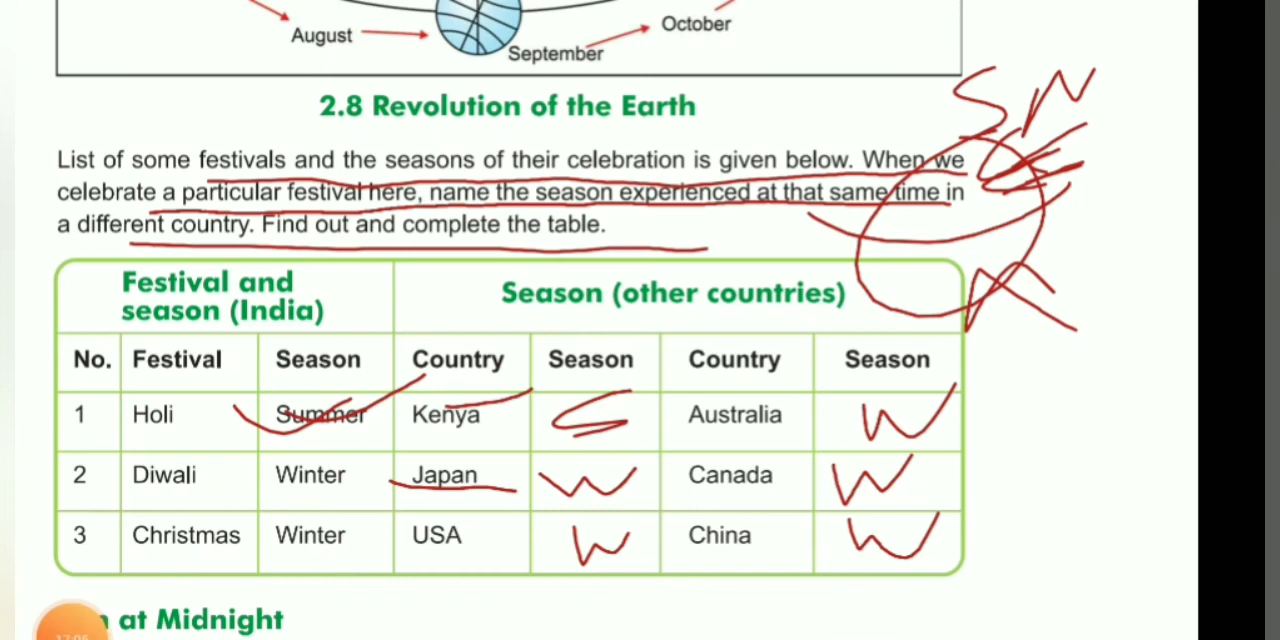 August
October
September
2.8 Revolution of the Earth
List of some festivals and the seasons of their celebration is given below. When we
celebrate a particular festival here, name the season experienced at that same time in
a different country. Find out and complete the table.
S N
Festival and season (India) Season (other countries)
No. Festival Season Country Season Country Season
1 Holi Summer Kenya S Australia W
2 Diwali Winter Japan W Canada W
3 Christmas Winter USA W China W
at Midnight